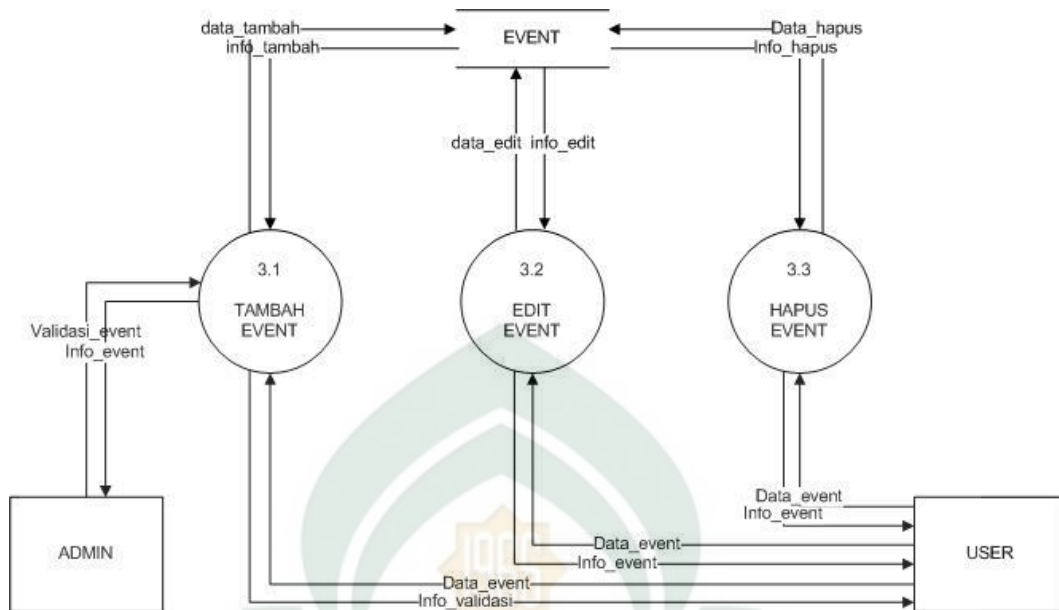 data_tambah
info_tambah
EVENT
Data_hapus
Info_hapus
data_edit
info_edit
3.1
TAMBAH
EVENT
3.2
EDIT
EVENT
3.3
HAPUS
EVENT
Validasi_event
Info_event
Data_event
Info_event
ADMIN
1995
Data_event
Info_event
USER
Data_event
Info_validasi